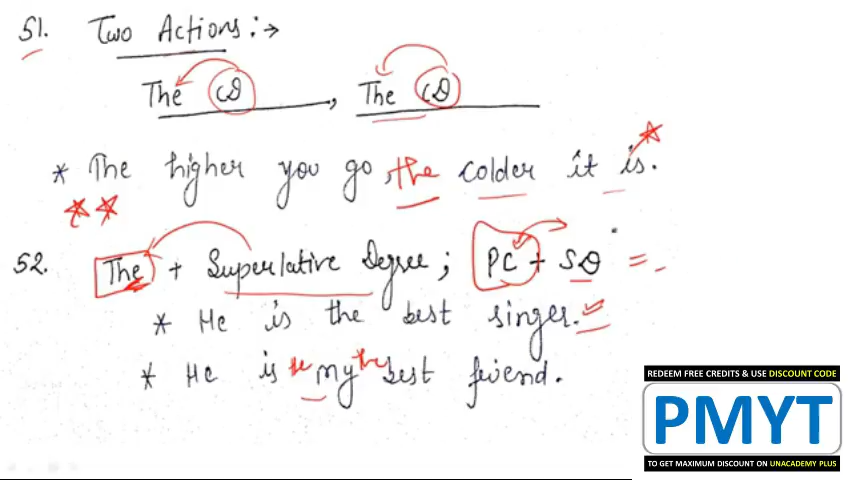 51. Two Actions :→
The CD , The CD
* The higher you go, the colder it is.
52. The + Superlative Degree ; PC + SD =
* He is the best singer.
* He is the my the best friend.
REDEEM FREE CREDITS & USE DISCOUNT CODE
PMYT
TO GET MAXIMUM DISCOUNT ON UNACADEMY PLUS